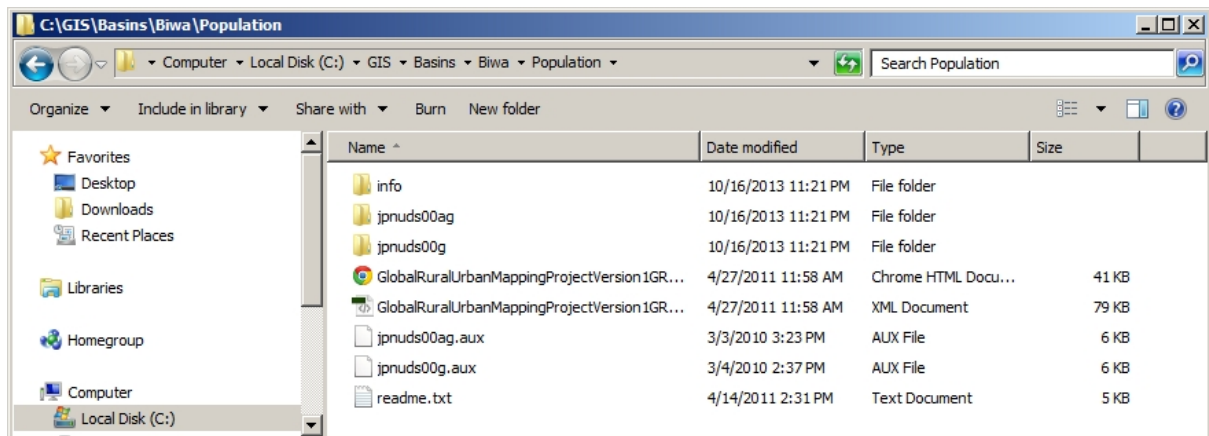 C:\GIS\Basins\Biwa\Population
Computer Local Disk (C:) GIS Basins Biwa Population
Search Population
Organize Include in library Share with Burn New folder
Favorites
Desktop
Downloads
Recent Places
Libraries
Homegroup
Computer
Local Disk (C:)
Name Date modified Type Size
info 10/16/2013 11:21 PM File folder
jpnuds00ag 10/16/2013 11:21 PM File folder
jpnuds00g 10/16/2013 11:21 PM File folder
GlobalRuralUrbanMappingProjectVersion1GR... 4/27/2011 11:58 AM Chrome HTML Docu... 41 KB
GlobalRuralUrbanMappingProjectVersion1GR... 4/27/2011 11:58 AM XML Document 79 KB
jpnuds00ag.aux 3/3/2010 3:23 PM AUX File 6 KB
jpnuds00g.aux 3/4/2010 2:37 PM AUX File 6 KB
readme.txt 4/14/2011 2:31 PM Text Document 5 KB